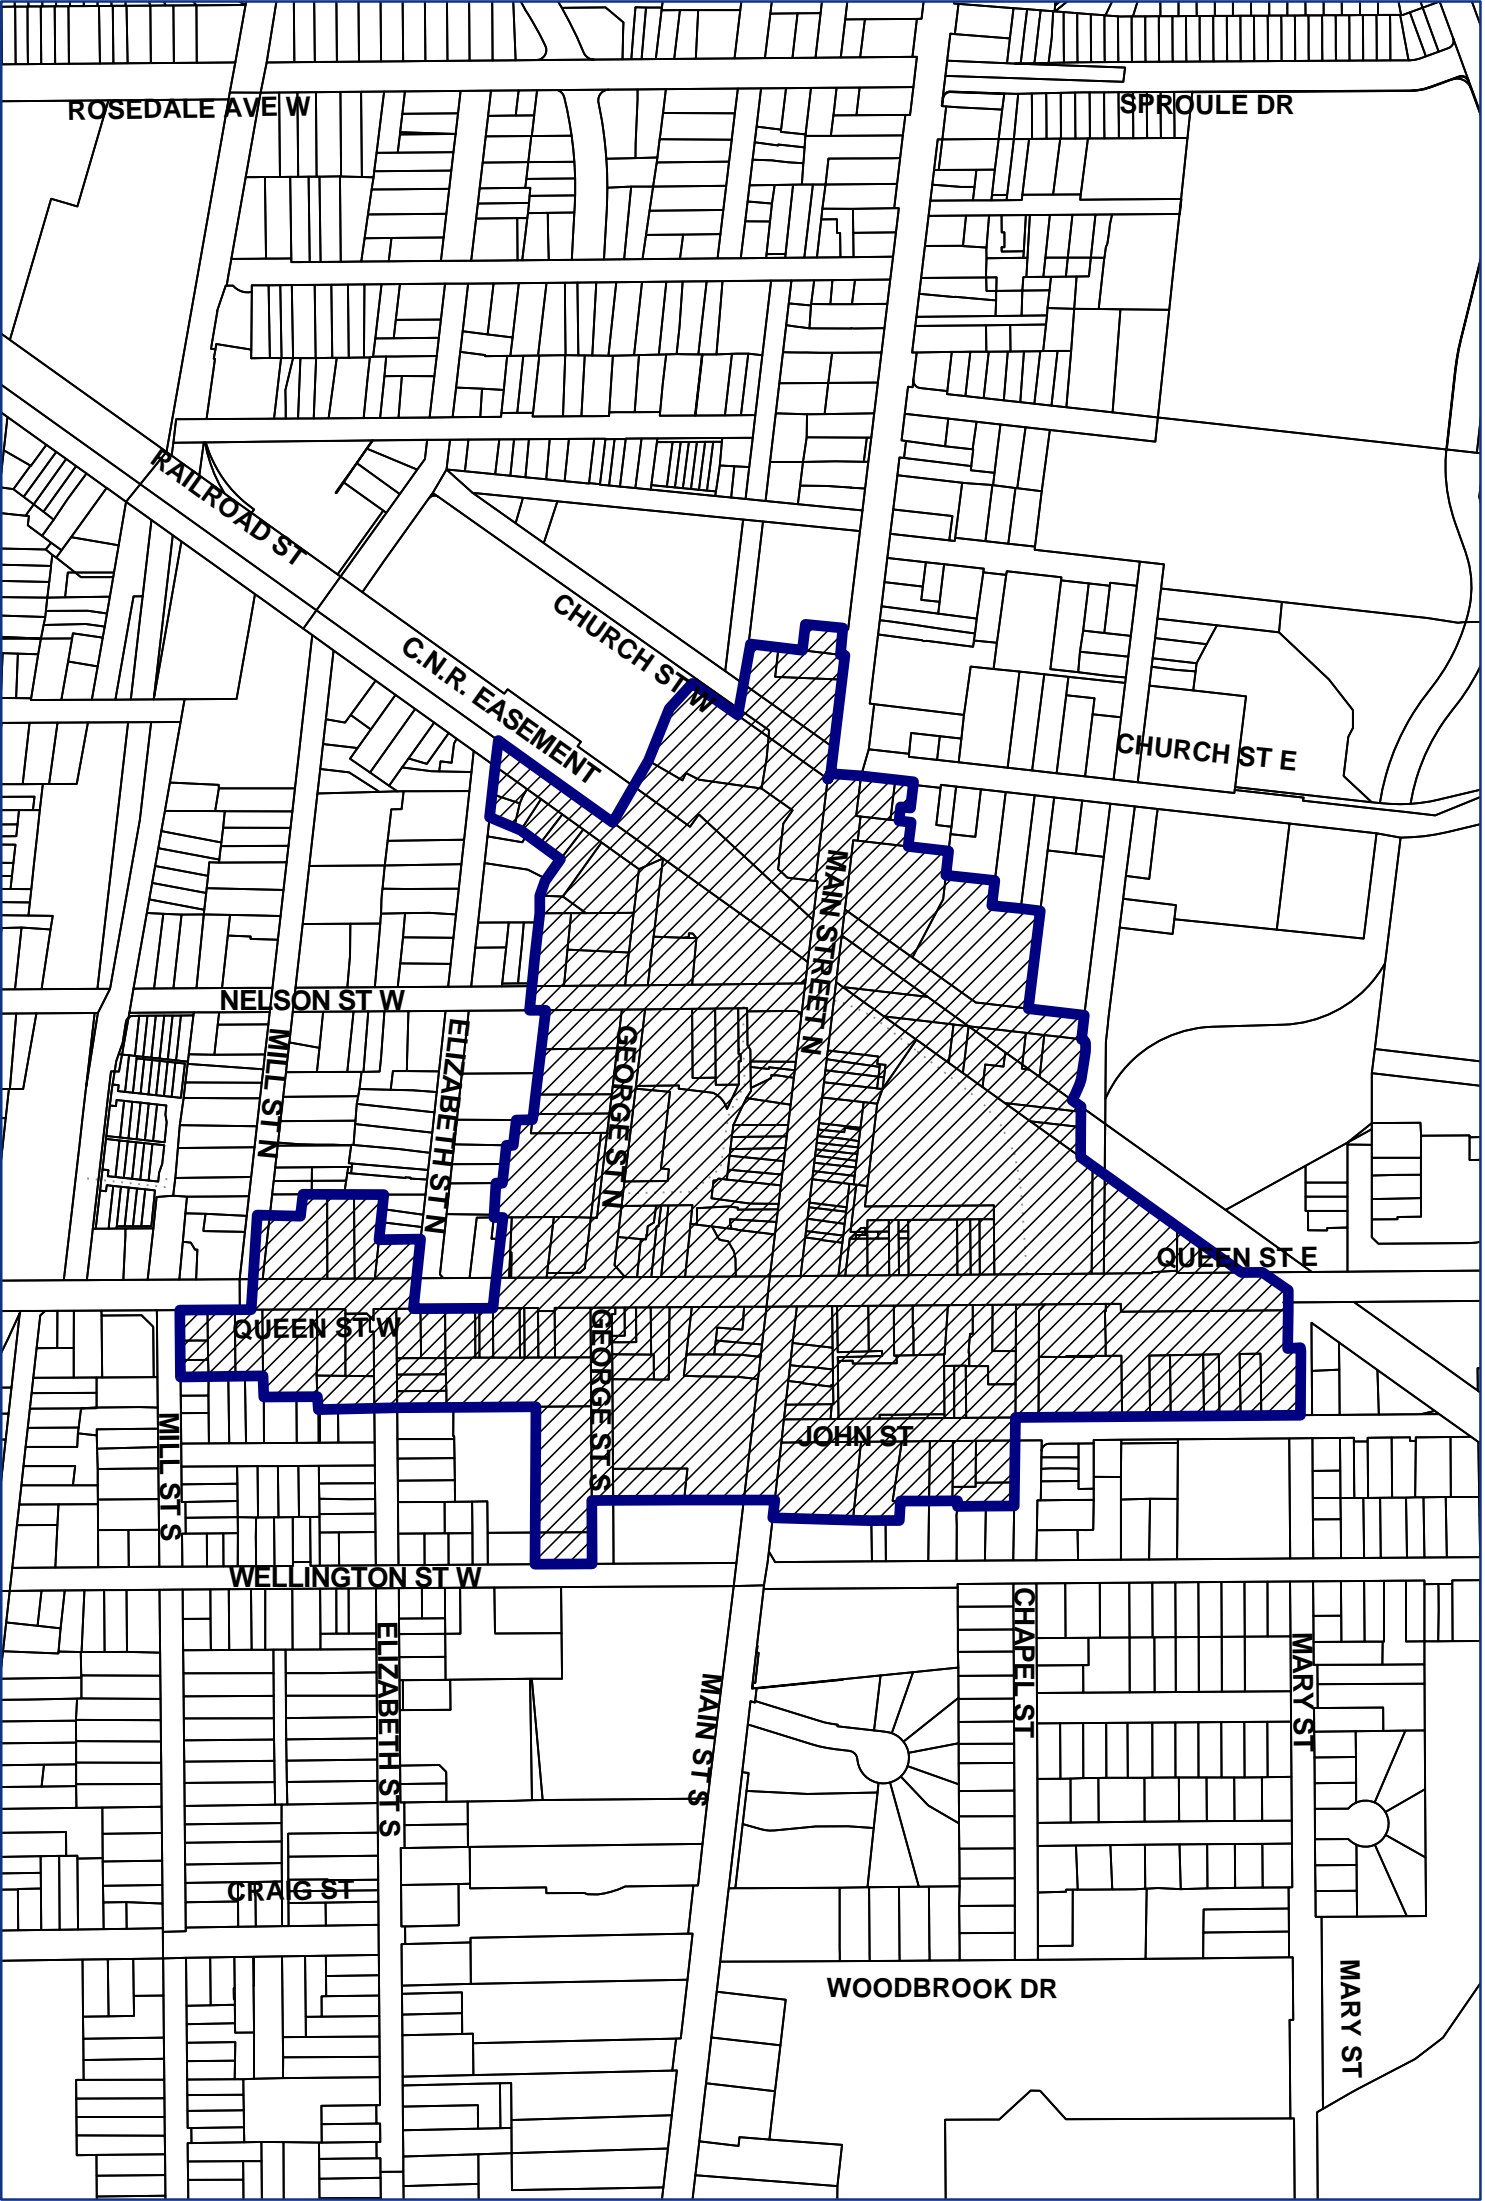 ROSEDALE AVE W
SPROULE DR
RAILROAD ST
CHURCH ST W
C.N.R. EASEMENT
CHURCH ST E
MAIN STREET N
NELSON ST W
MILL ST N
ELIZABETH ST N
GEORGE ST N
QUEEN ST E
QUEEN ST W
GEORGE ST S
MILL ST S
JOHN ST
WELLINGTON ST W
CHAPEL ST
ELIZABETH ST S
MARY ST
MAIN ST S
CRAIG ST
WOODBROOK DR
MARY ST